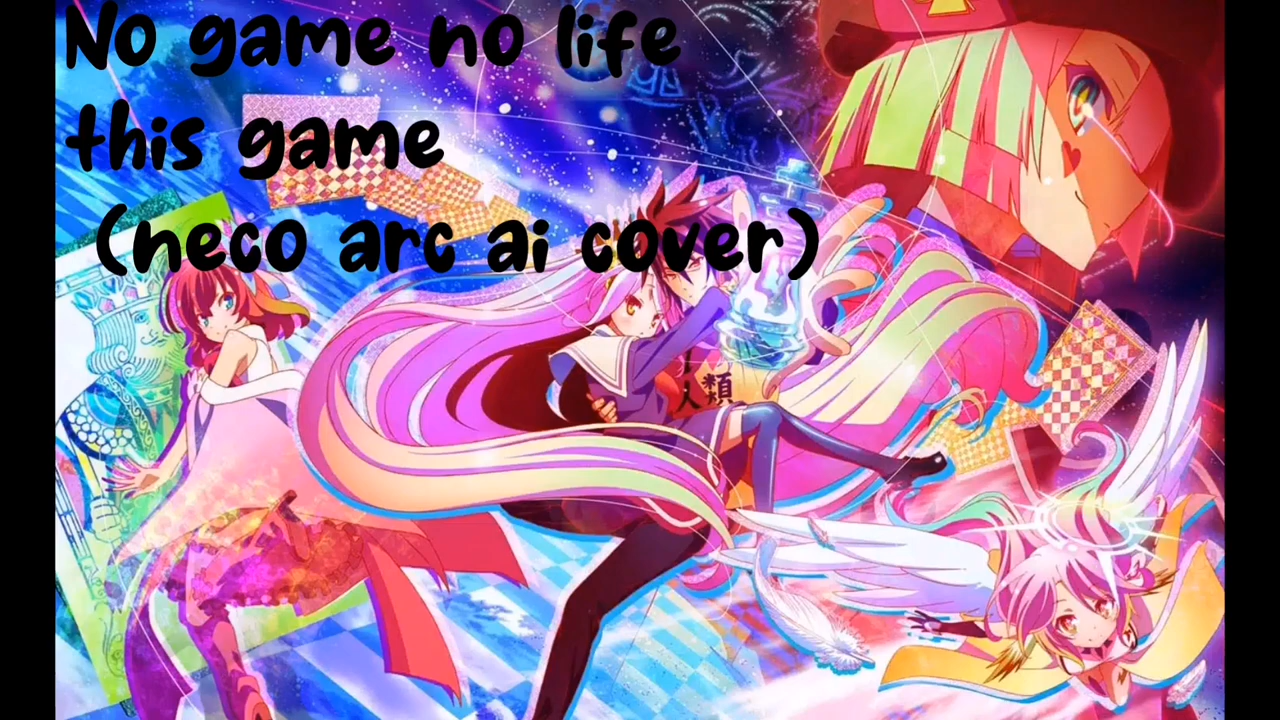 No game no life
this game
(neco arc ai cover)
人類